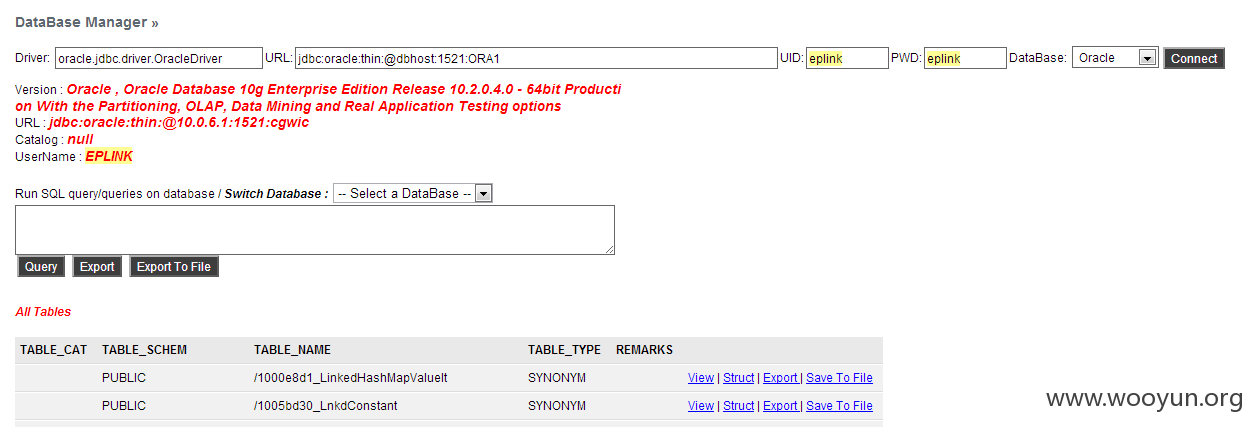 DataBase Manager »
Driver: oracle.jdbc.driver.OracleDriver URL: jdbc:oracle:thin:@dbhost:1521:ORA1 UID: eplink PWD: eplink DataBase: Oracle Connect
Version : Oracle , Oracle Database 10g Enterprise Edition Release 10.2.0.4.0 - 64bit Producti
on With the Partitioning, OLAP, Data Mining and Real Application Testing options
URL : jdbc:oracle:thin:@10.0.6.1:1521:cgwic
Catalog : null
UserName : EPLINK
Run SQL query/queries on database / Switch Database : -- Select a DataBase --
Query Export Export To File
All Tables
TABLE_CAT TABLE_SCHEM TABLE_NAME TABLE_TYPE REMARKS
PUBLIC /1000e8d1_LinkedHashMapValueIt SYNONYM View | Struct | Export | Save To File
PUBLIC /1005bd30_LnkdConstant SYNONYM View | Struct | Export | Save To File
www.wooyun.org